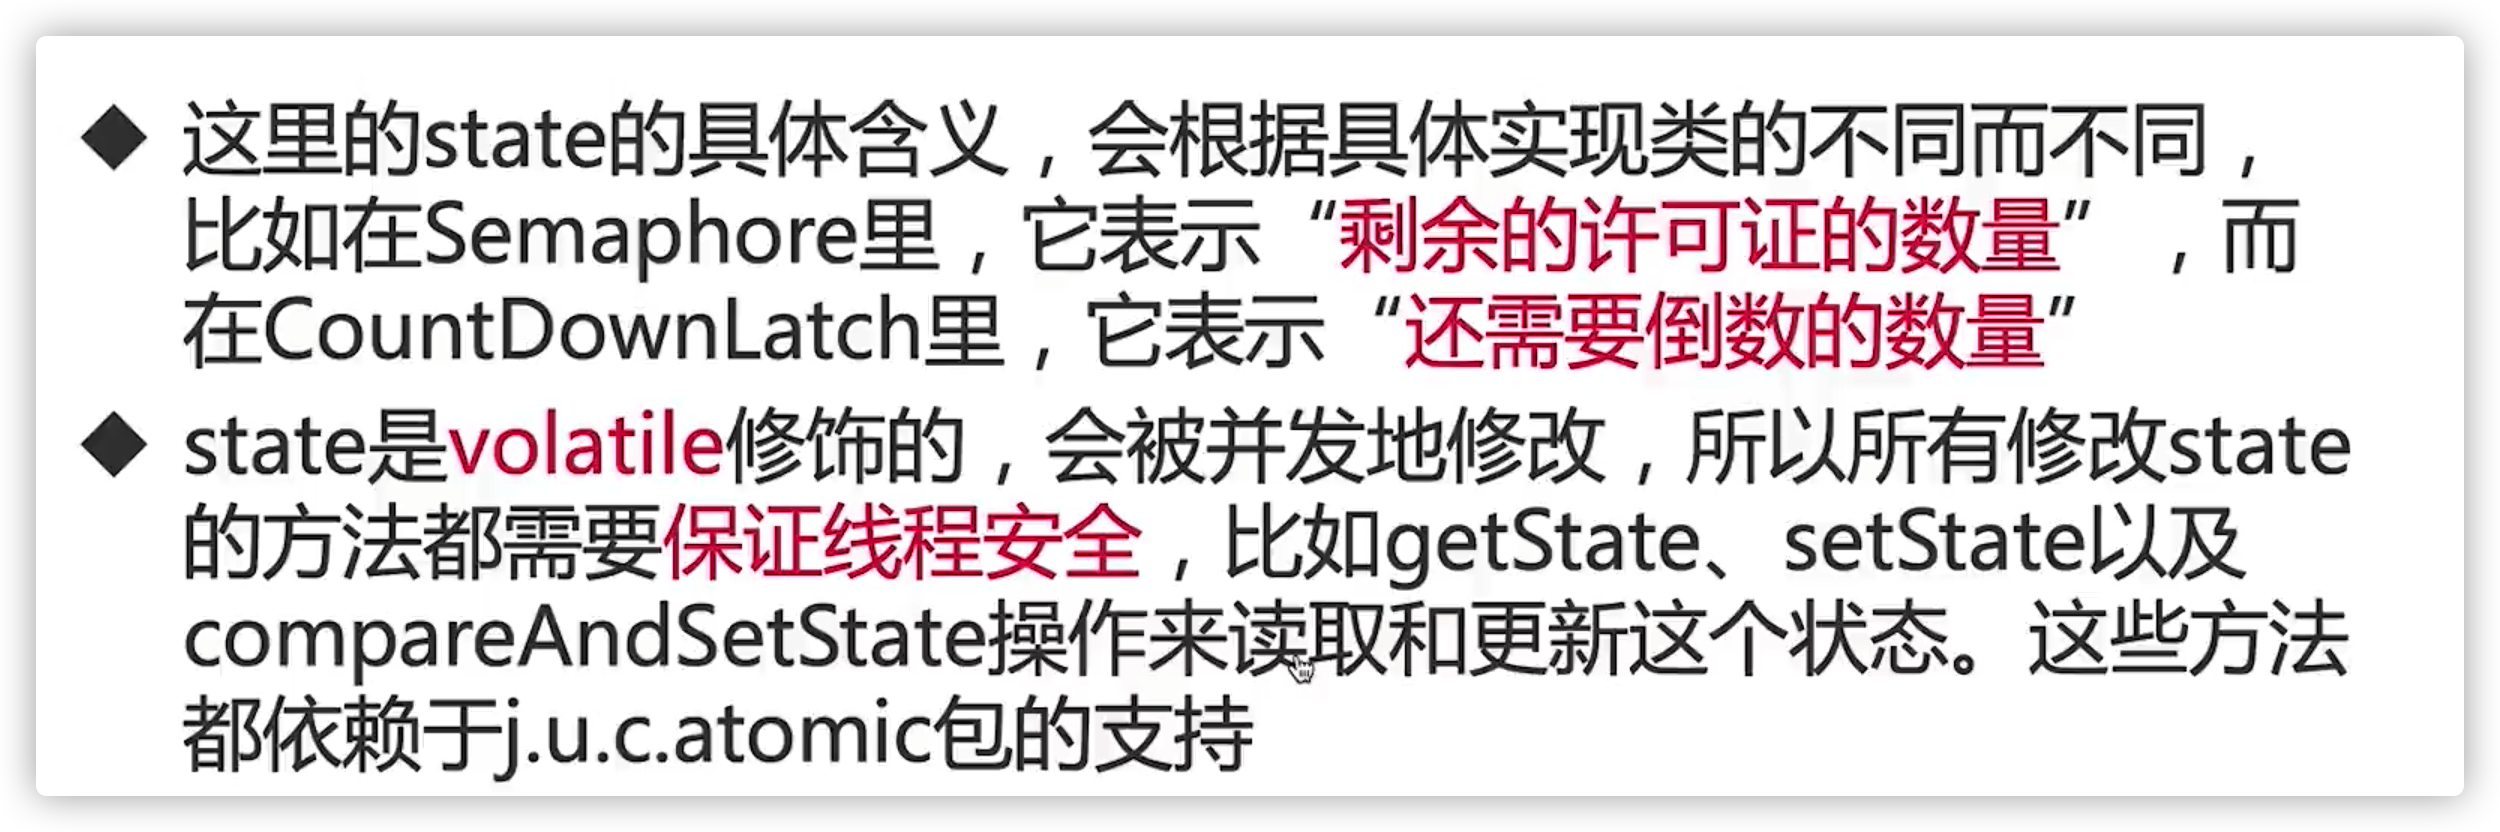 ◆ 这里的state的具体含义，会根据具体实现类的不同而不同，
比如在Semaphore里，它表示“剩余的许可证的数量”，而
在CountDownLatch里，它表示“还需要倒数的数量”
◆ state是volatile修饰的，会被并发地修改，所以所有修改state
的方法都需要保证线程安全，比如getState、setState以及
compareAndSetState操作来读取和更新这个状态。这些方法
都依赖于j.u.c.atomic包的支持